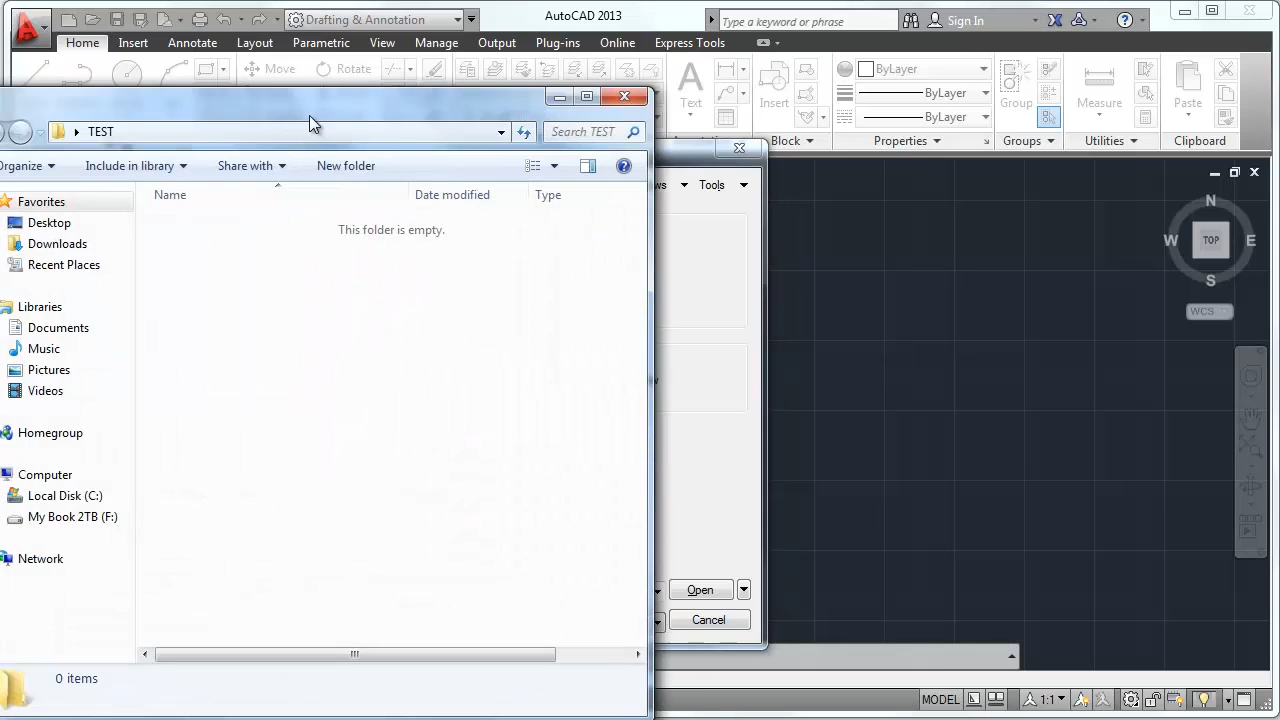 Drafting & Annotation
AutoCAD 2013
Type a keyword or phrase
Sign In
Home Insert Annotate Layout Parametric View Manage Output Plug-ins Online Express Tools
Move Rotate
Text
Insert
ByLayer
ByLayer
ByLayer
Group
Measure
Paste
Block Properties Groups Utilities Clipboard
TEST
Search TEST
Include in library Share with New folder
Tools
Name Date modified Type
This folder is empty.
Favorites
Desktop
Downloads
Recent Places
Libraries
Documents
Music
Pictures
Videos
Homegroup
Computer
Local Disk (C:)
My Book 2TB (F:)
Network
Open
Cancel
0 items
N
W TOP E
S
WCS
MODEL 1:1